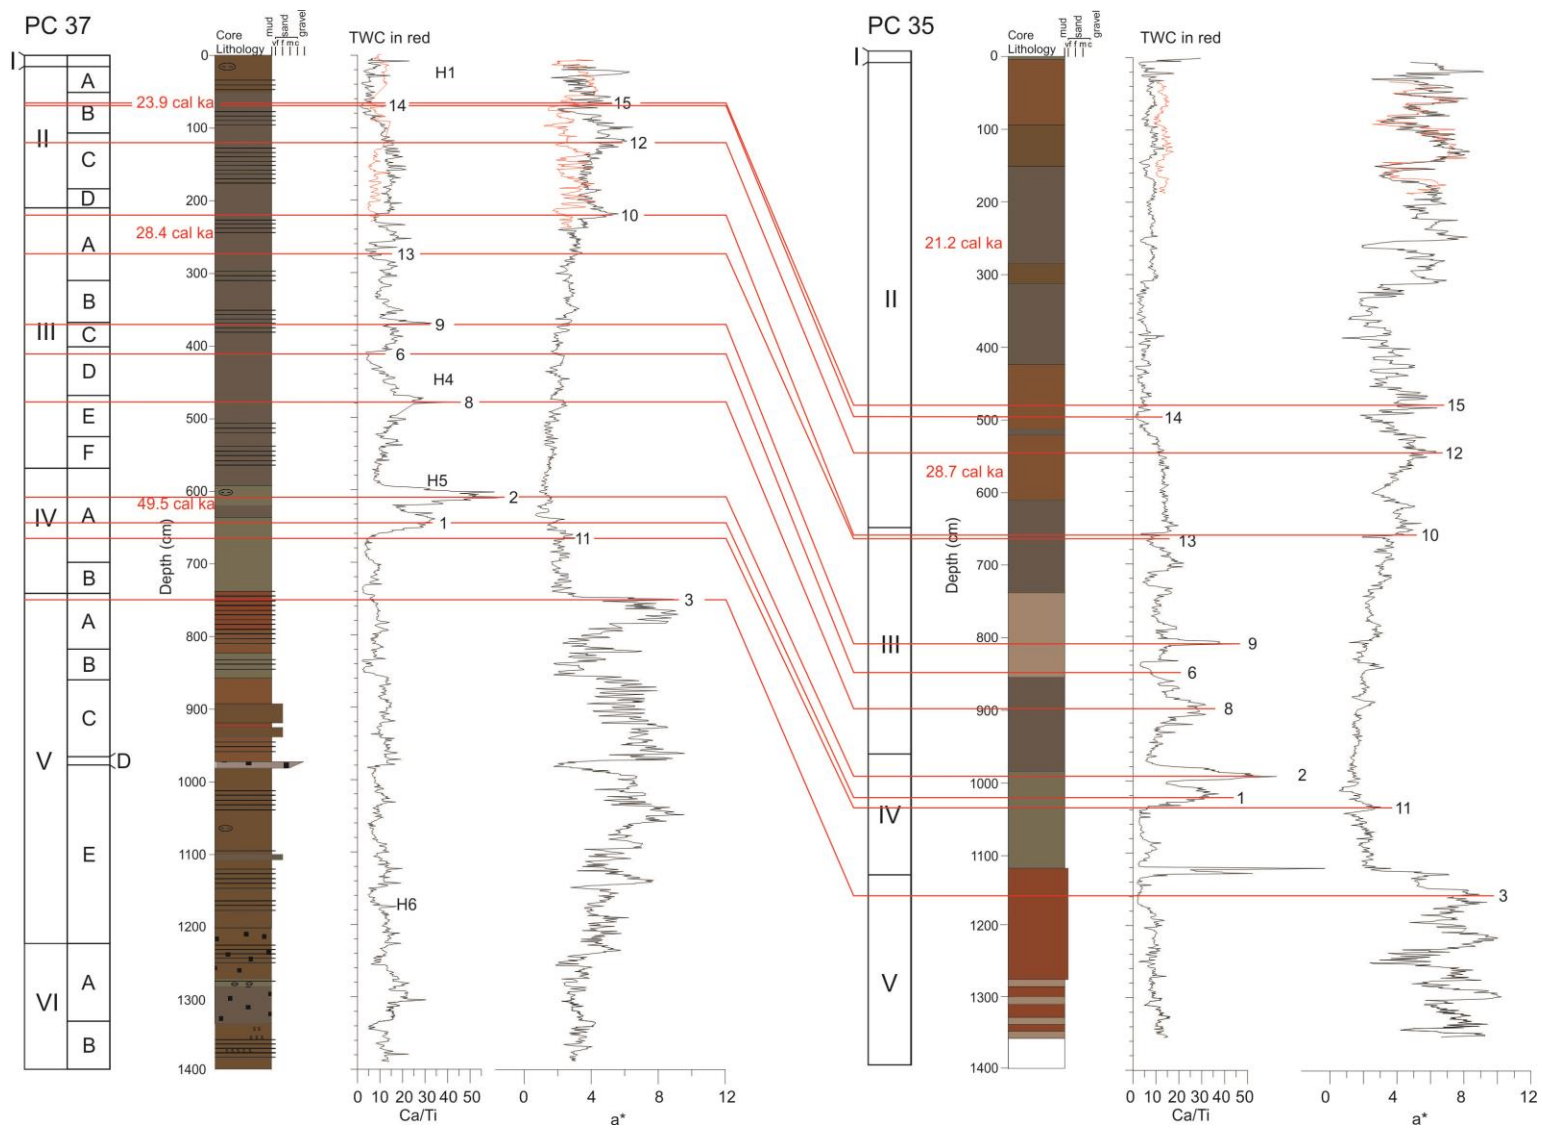 PC 37
Core
Lithology
mud
sand
gravel
vf f m c
TWC in red
I
II
A
B
C
D
III
A
B
C
D
E
F
IV
A
B
V
A
B
C
D
E
VI
A
B
23.9 cal ka
28.4 cal ka
49.5 cal ka
Depth (cm)
0
100
200
300
400
500
600
700
800
900
1000
1100
1200
1300
1400
H1
14
13
9
6
H4
8
H5
2
1
H6
15
12
10
11
3
0 10 20 30 40 50
Ca/Ti
0 4 8 12
a*
PC 35
Core
Lithology
mud
sand
gravel
vf f m c
TWC in red
I
II
III
IV
V
21.2 cal ka
28.7 cal ka
Depth (cm)
0
100
200
300
400
500
600
700
800
900
1000
1100
1200
1300
1400
14
13
9
6
8
2
1
15
12
10
11
3
0 10 20 30 40 50
Ca/Ti
0 4 8 12
a*